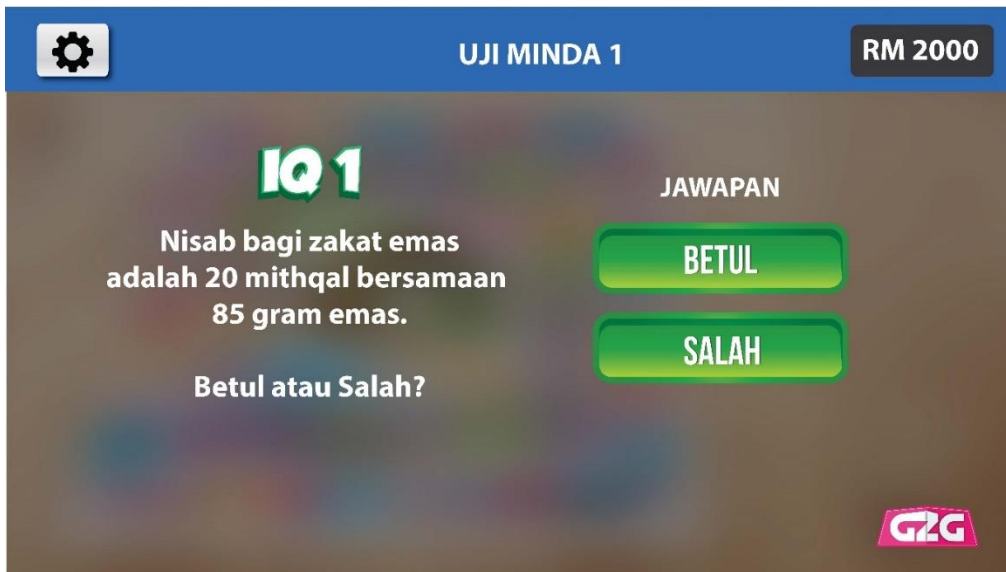 UJI MINDA 1
RM 2000
IQ 1
Nisab bagi zakat emas
adalah 20 mithqal bersamaan
85 gram emas.
Betul atau Salah?
JAWAPAN
BETUL
SALAH
G2G